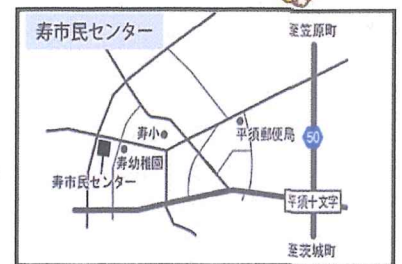 寿市民センター
至笠原町
寿小
平須郵便局
50
寿幼稚園
寿市民センター
平須十文字
至茨城町